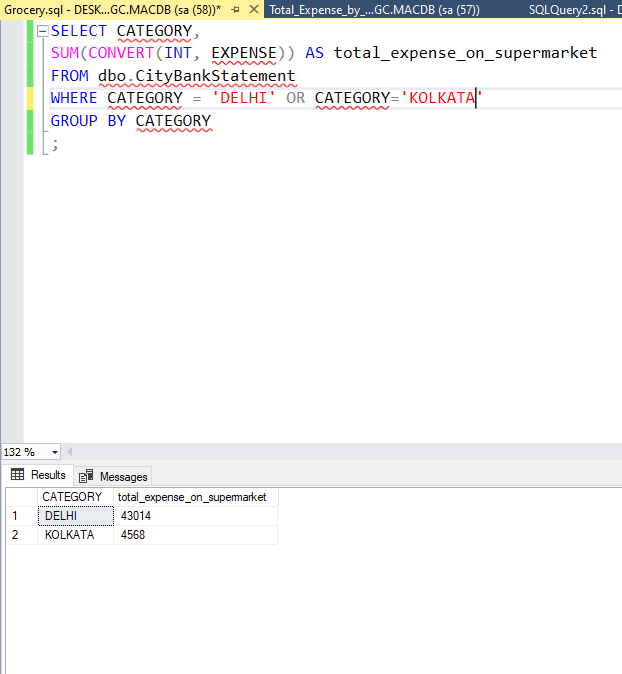 Grocery.sql - DESK...GC.MACDB (sa (58))* Total_Expense_by_...GC.MACDB (sa (57)) SQLQuery2.sql - D
SELECT CATEGORY,
SUM(CONVERT(INT, EXPENSE)) AS total_expense_on_supermarket
FROM dbo.CityBankStatement
WHERE CATEGORY = 'DELHI' OR CATEGORY='KOLKATA'
GROUP BY CATEGORY
;
132 %
Results Messages
CATEGORY total_expense_on_supermarket
1 DELHI 43014
2 KOLKATA 4568